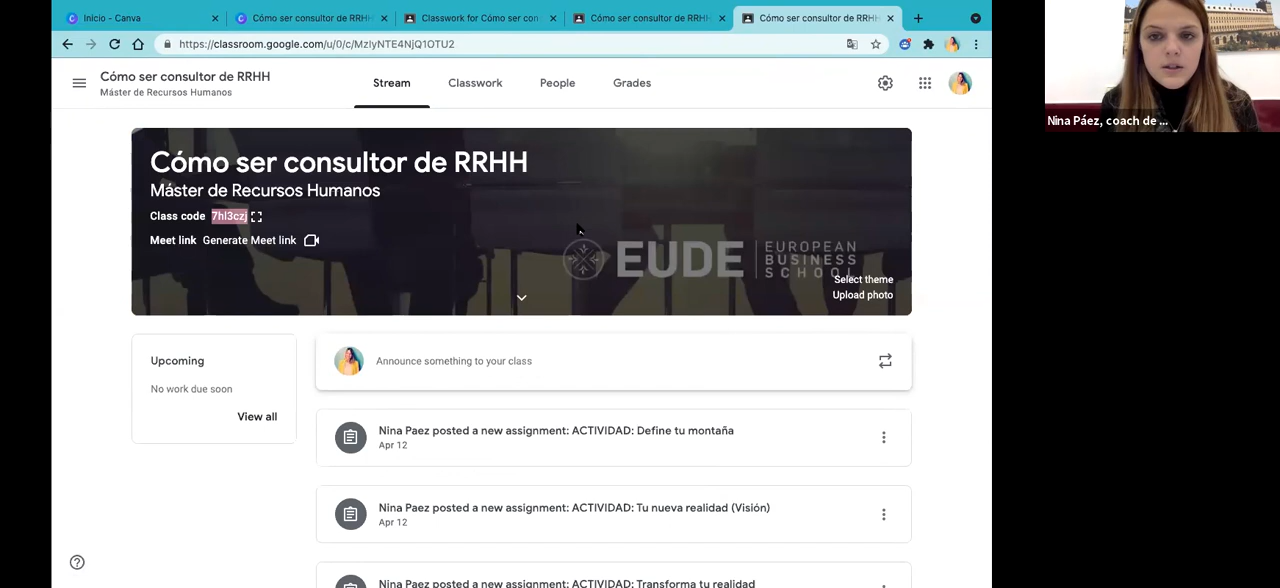 Inicio - Canva
Cómo ser consultor de RRHH
Classwork for Cómo ser con
Cómo ser consultor de RRHH
Cómo ser consultor de RRHH
https://classroom.google.com/u/0/c/MzIyNTE4NjQ1OTU2
Cómo ser consultor de RRHH
Máster de Recursos Humanos
Stream
Classwork
People
Grades
Nina Páez, coach de ...
Cómo ser consultor de RRHH
Máster de Recursos Humanos
Class code 7hl3czj
Meet link Generate Meet link
EUDE
EUROPEAN
BUSINESS
SCHOOL
Select theme
Upload photo
Upcoming
No work due soon
View all
Announce something to your class
Nina Paez posted a new assignment: ACTIVIDAD: Define tu montaña
Apr 12
Nina Paez posted a new assignment: ACTIVIDAD: Tu nueva realidad (Visión)
Apr 12
Nina Paez posted a new assignment: ACTIVIDAD: Transforma tu realidad